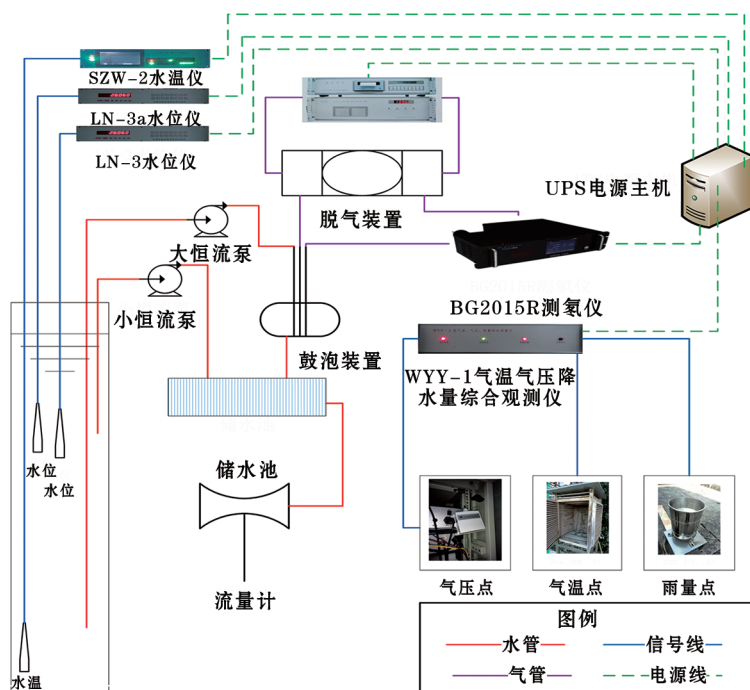 SZW-2水温仪
LN-3a水位仪
LN-3水位仪
UPS电源主机
脱气装置
大恒流泵
BG2015R测氡仪
小恒流泵
鼓泡装置
WYY-1气温气压降
水量综合观测仪
储水池
水位
水位
流量计
气压点
气温点
雨量点
水温
图例
水管
信号线
气管
电源线